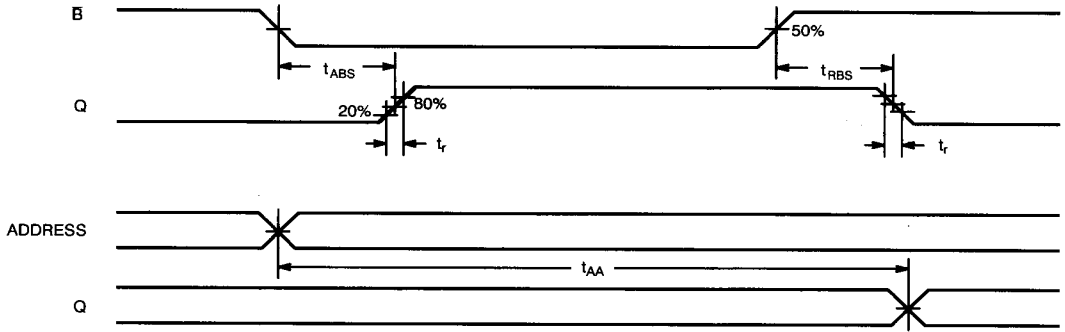 B̅
50%
tABS
tRBS
Q
20%
80%
tr
tr
ADDRESS
tAA
Q